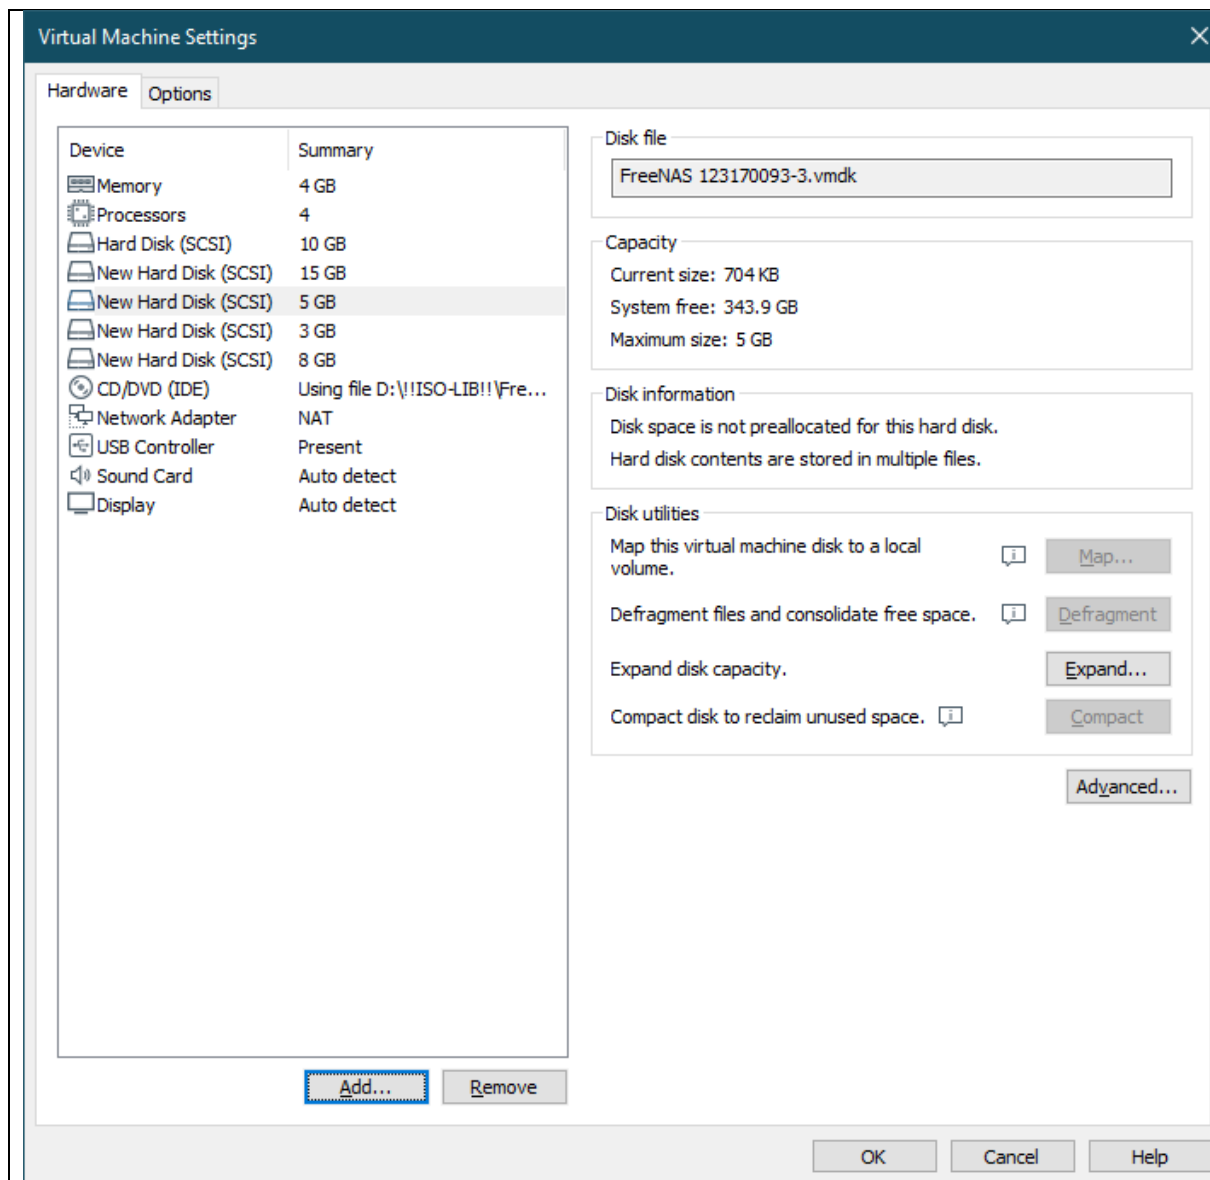 Virtual Machine Settings
Hardware Options
Device Summary
Memory 4 GB
Processors 4
Hard Disk (SCSI) 10 GB
New Hard Disk (SCSI) 15 GB
New Hard Disk (SCSI) 5 GB
New Hard Disk (SCSI) 3 GB
New Hard Disk (SCSI) 8 GB
CD/DVD (IDE) Using file D:\!!ISO-LIB!!\Fre...
Network Adapter NAT
USB Controller Present
Sound Card Auto detect
Display Auto detect
Add... Remove
Disk file
FreeNAS 123170093-3.vmdk
Capacity
Current size: 704 KB
System free: 343.9 GB
Maximum size: 5 GB
Disk information
Disk space is not preallocated for this hard disk.
Hard disk contents are stored in multiple files.
Disk utilities
Map this virtual machine disk to a local
volume.
Map...
Defragment files and consolidate free space. Defragment
Expand disk capacity. Expand...
Compact disk to reclaim unused space. Compact
Advanced...
OK Cancel Help